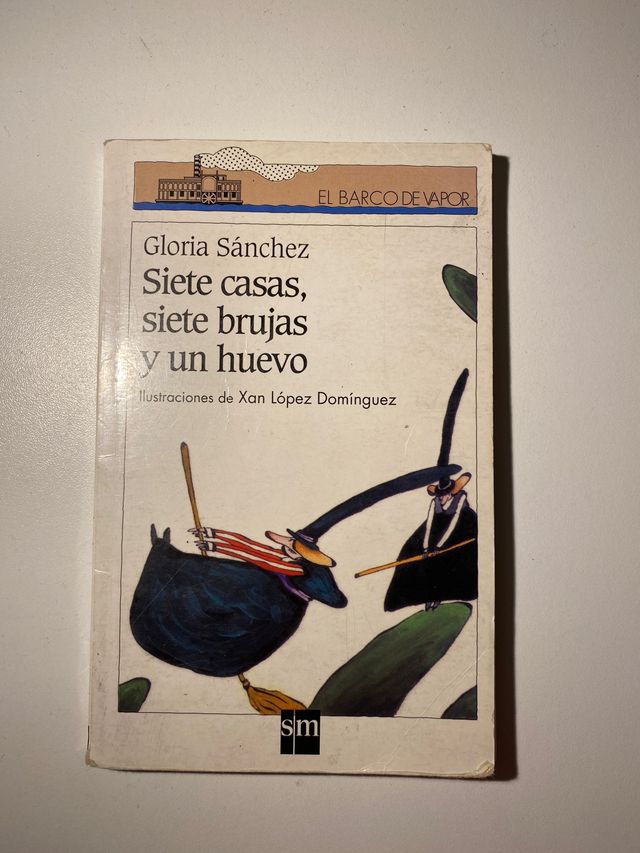 EL BARCO DE VAPOR
Gloria Sánchez
Siete casas,
siete brujas
y un huevo
Ilustraciones de Xan López Domínguez
sm